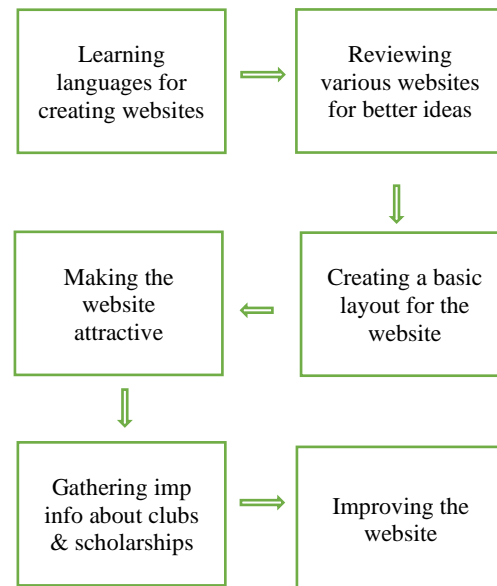 Learning
languages for
creating websites
Reviewing
various websites
for better ideas
Creating a basic
layout for the
website
Making the
website
attractive
Gathering imp
info about clubs
& scholarships
Improving the
website